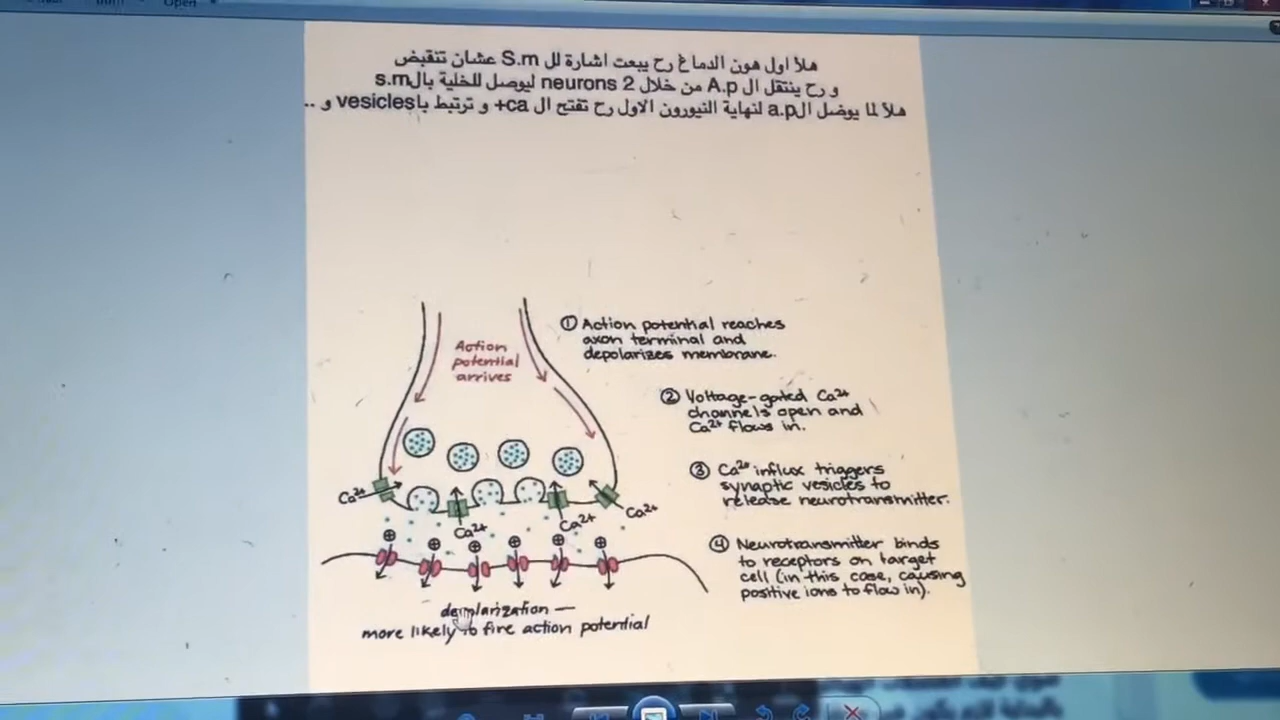 Open
هلأ اول هون الدماغ رح يبعت اشارة لل S.m عشان تنقبض
و رح ينتقل ال A.p من خلال 2 neurons ليوصل للخلية بالs.m
هلأ لما يوضل الa.p لنهاية النيورون الاول رح تفتح ال ca+ و ترتبط باvesicles و ..
Action
potential
arrives
① Action potential reaches
axon terminal and
depolarizes membrane.
② Voltage-gated Ca²⁺
channels open and
Ca²⁺ flows in.
③ Ca²⁺ influx triggers
synaptic vesicles to
release neurotransmitter.
④ Neurotransmitter binds
to receptors on target
cell (in this case, causing
positive ions to flow in).
Ca²⁺
Ca²⁺
Ca²⁺
Ca²⁺
depolarization —
more likely to fire action potential